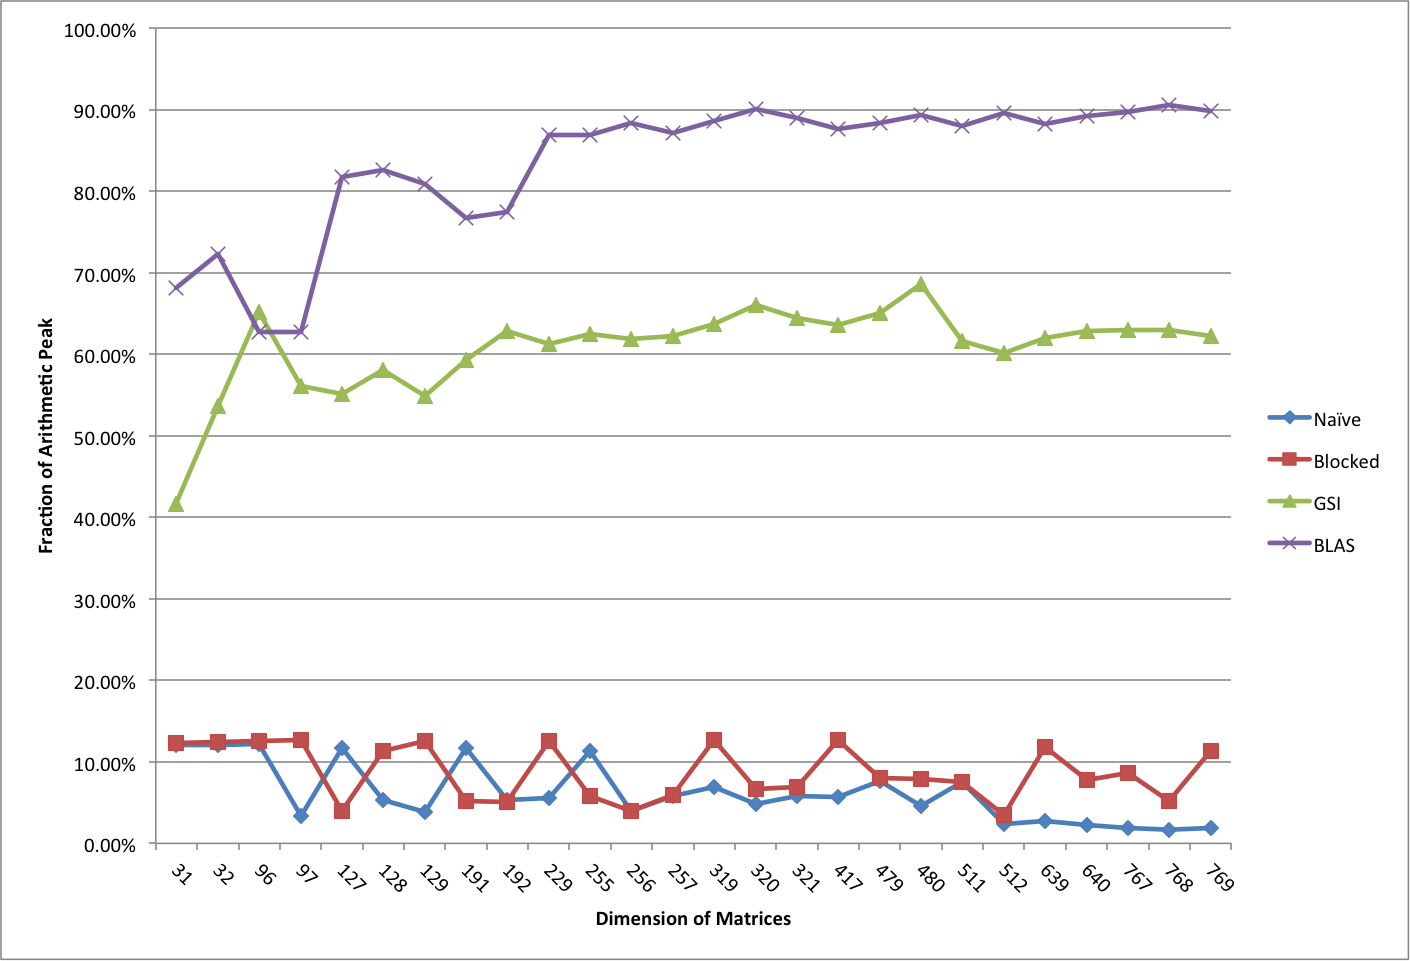 100.00%
90.00%
80.00%
70.00%
60.00%
50.00%
40.00%
30.00%
20.00%
10.00%
0.00%
Fraction of Arithmetic Peak
31 32 96 97 127 128 129 191 192 229 255 256 257 319 320 321 417 479 480 511 512 639 640 767 768 769
Dimension of Matrices
Naïve
Blocked
GSI
BLAS